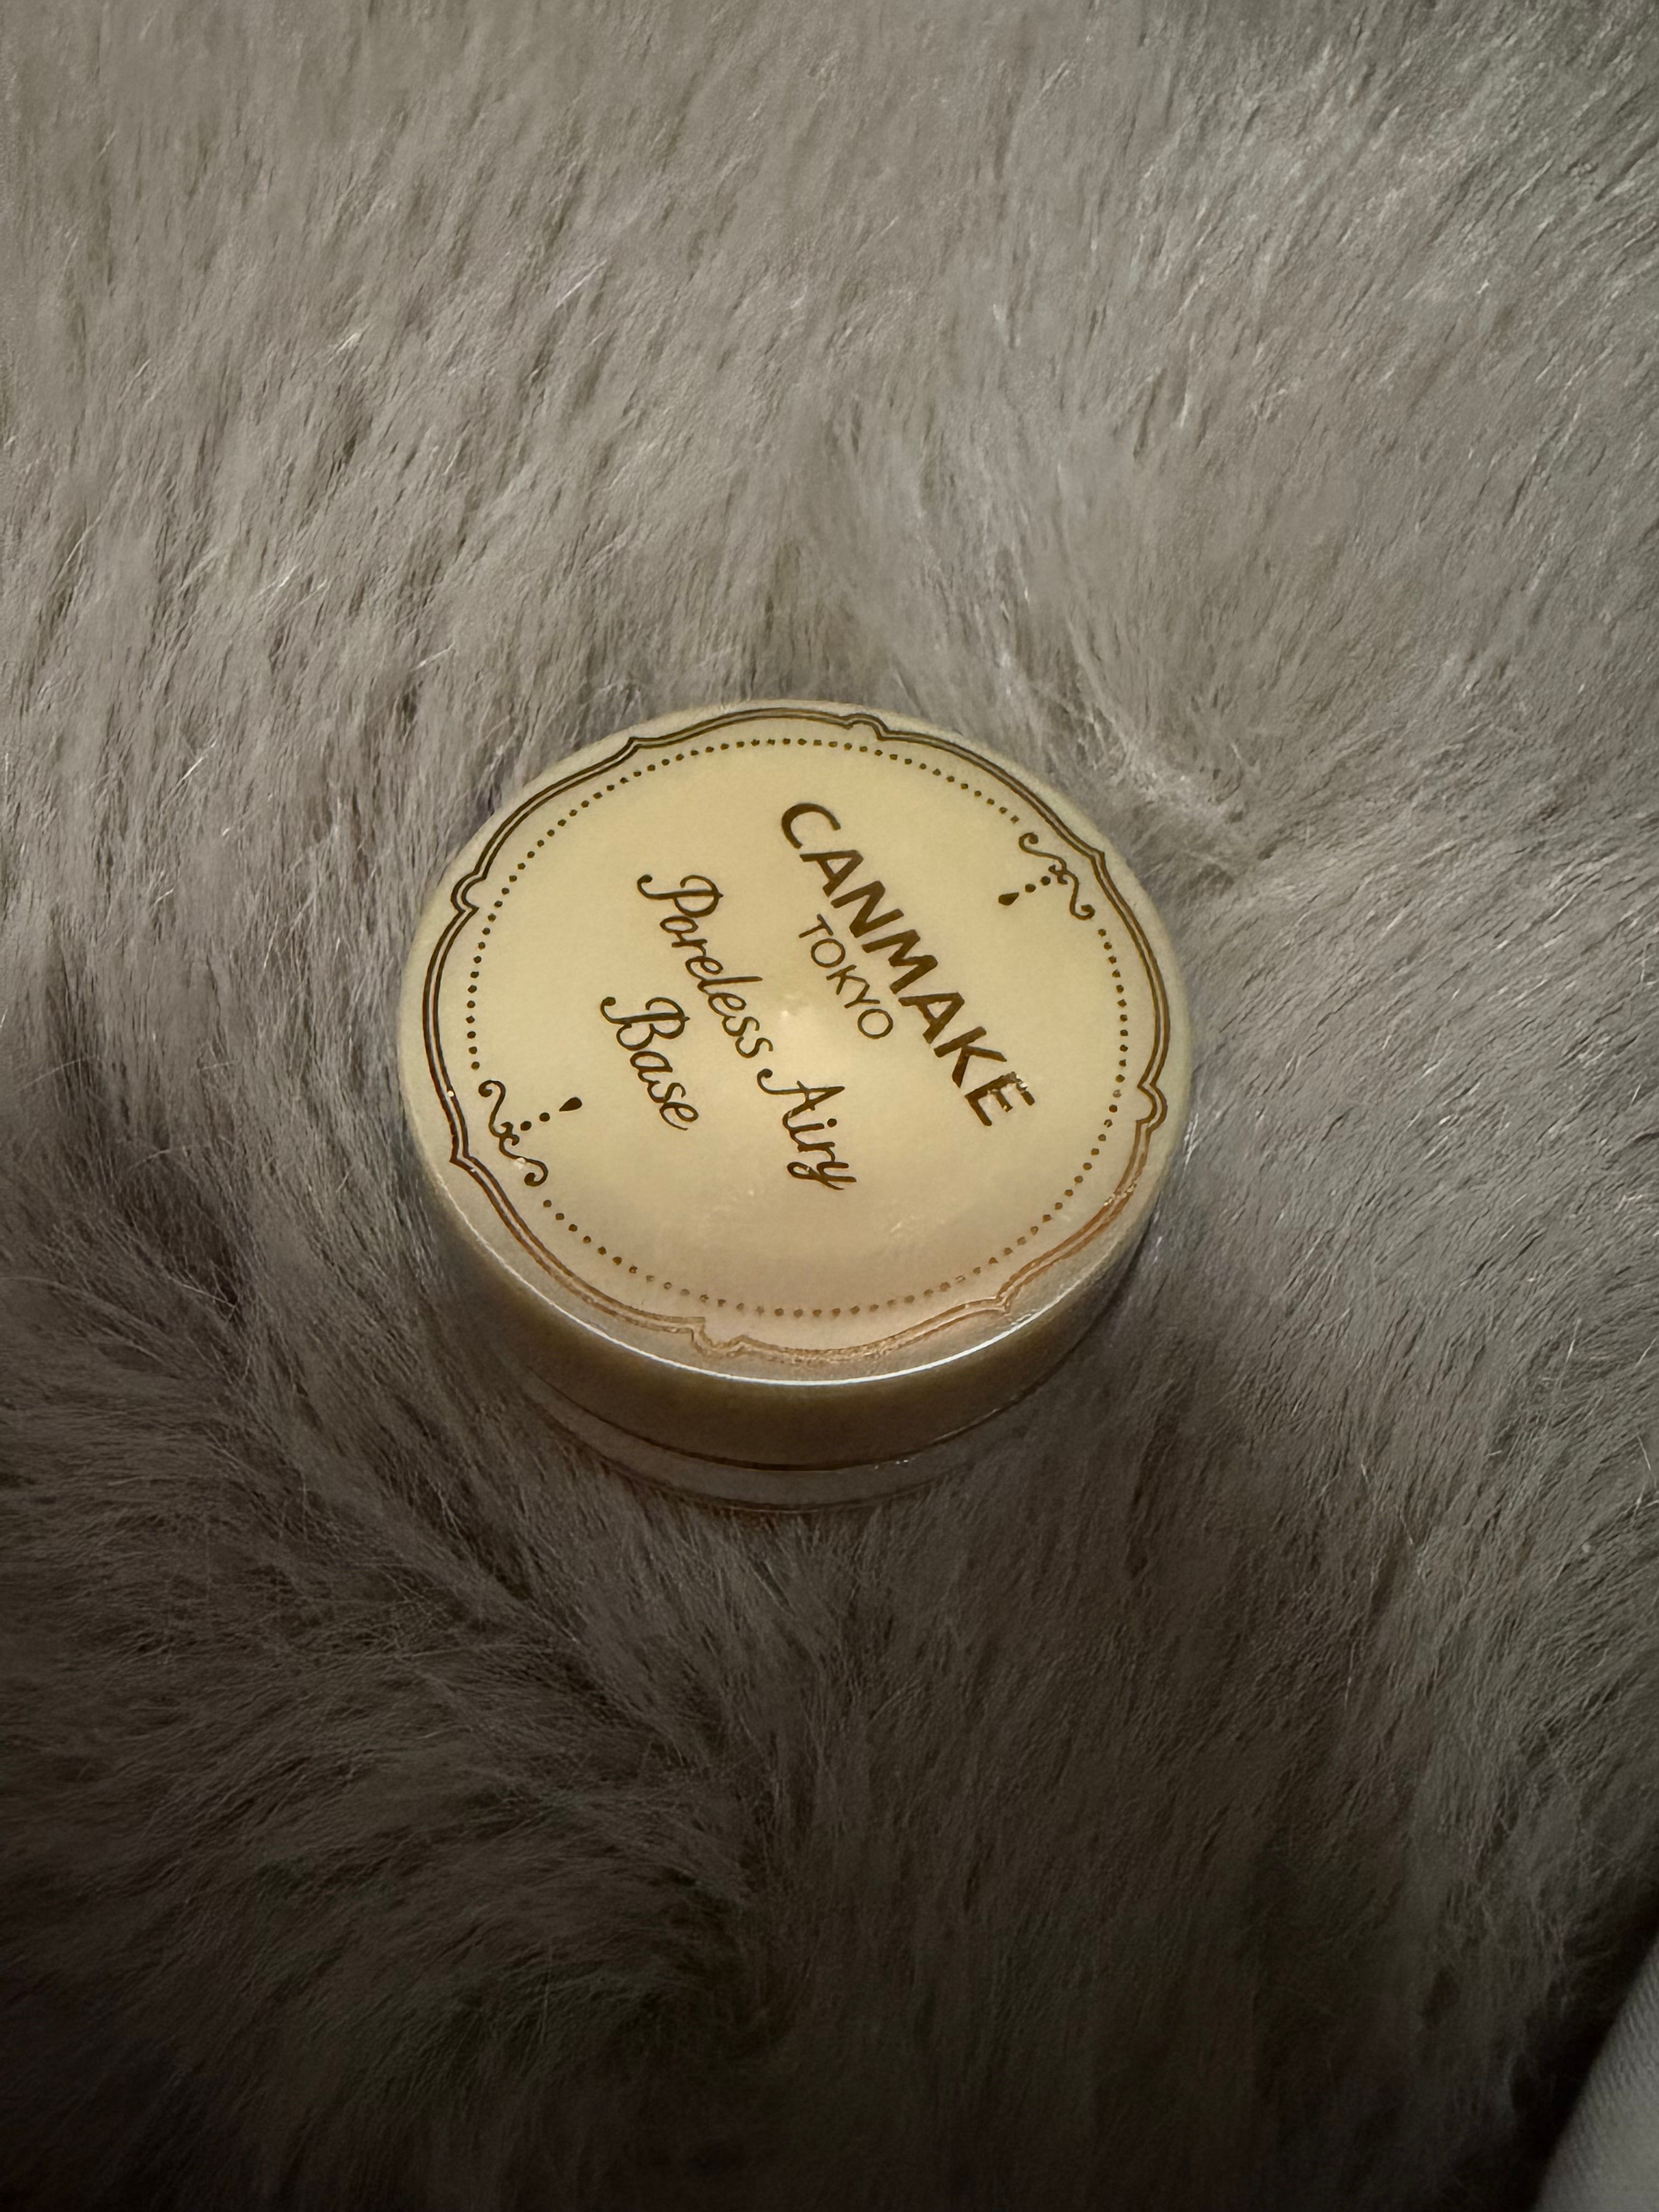 CANMAKE
TOKYO
Poreless Airy
Base